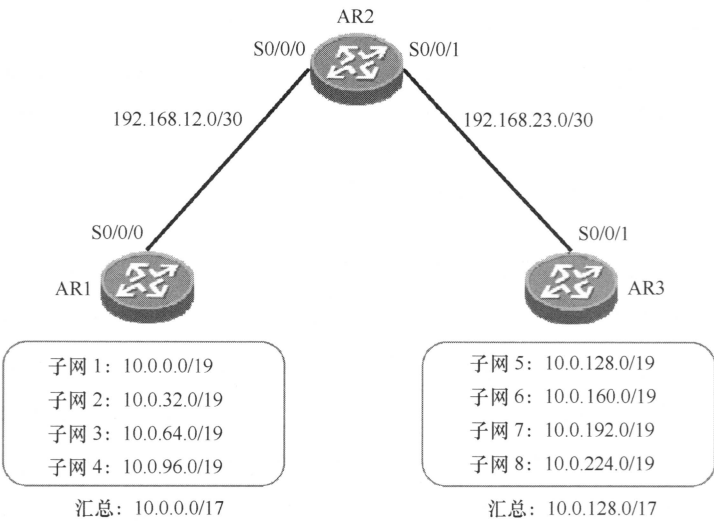 AR2
S0/0/0
S0/0/1
192.168.12.0/30
192.168.23.0/30
S0/0/0
S0/0/1
AR1
AR3
子网 1：10.0.0.0/19
子网 2：10.0.32.0/19
子网 3：10.0.64.0/19
子网 4：10.0.96.0/19
汇总：10.0.0.0/17
子网 5：10.0.128.0/19
子网 6：10.0.160.0/19
子网 7：10.0.192.0/19
子网 8：10.0.224.0/19
汇总：10.0.128.0/17